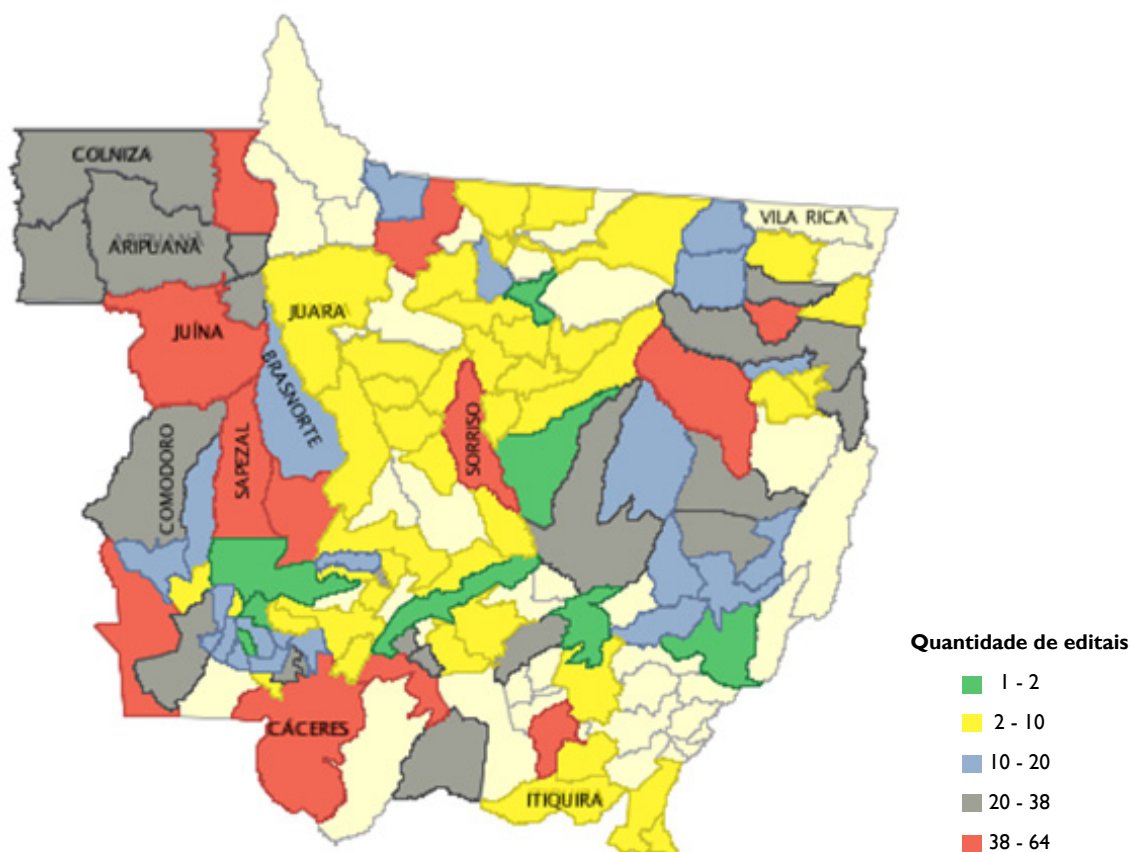 COLNIZA
ARIPUANÃ
VILA RICA
JUARA
JUÍNA
BRASNORTE
SORRISO
SAPEZAL
COMODORO
CÁCERES
ITIQUIRA
Quantidade de editais
1 - 2
2 - 10
10 - 20
20 - 38
38 - 64